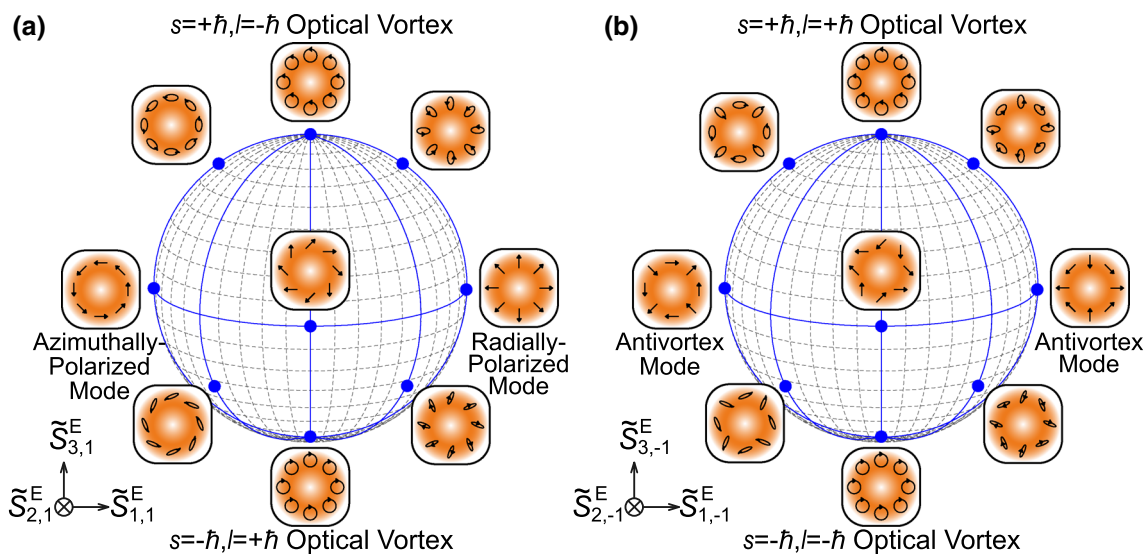 (a)
s=+ħ,l=-ħ Optical Vortex
Azimuthally-
Polarized
Mode
Radially-
Polarized
Mode
S̃ᴱ3,1
S̃ᴱ2,1
S̃ᴱ1,1
s=-ħ,l=+ħ Optical Vortex
(b)
s=+ħ,l=+ħ Optical Vortex
Antivortex
Mode
Antivortex
Mode
S̃ᴱ3,-1
S̃ᴱ2,-1
S̃ᴱ1,-1
s=-ħ,l=-ħ Optical Vortex